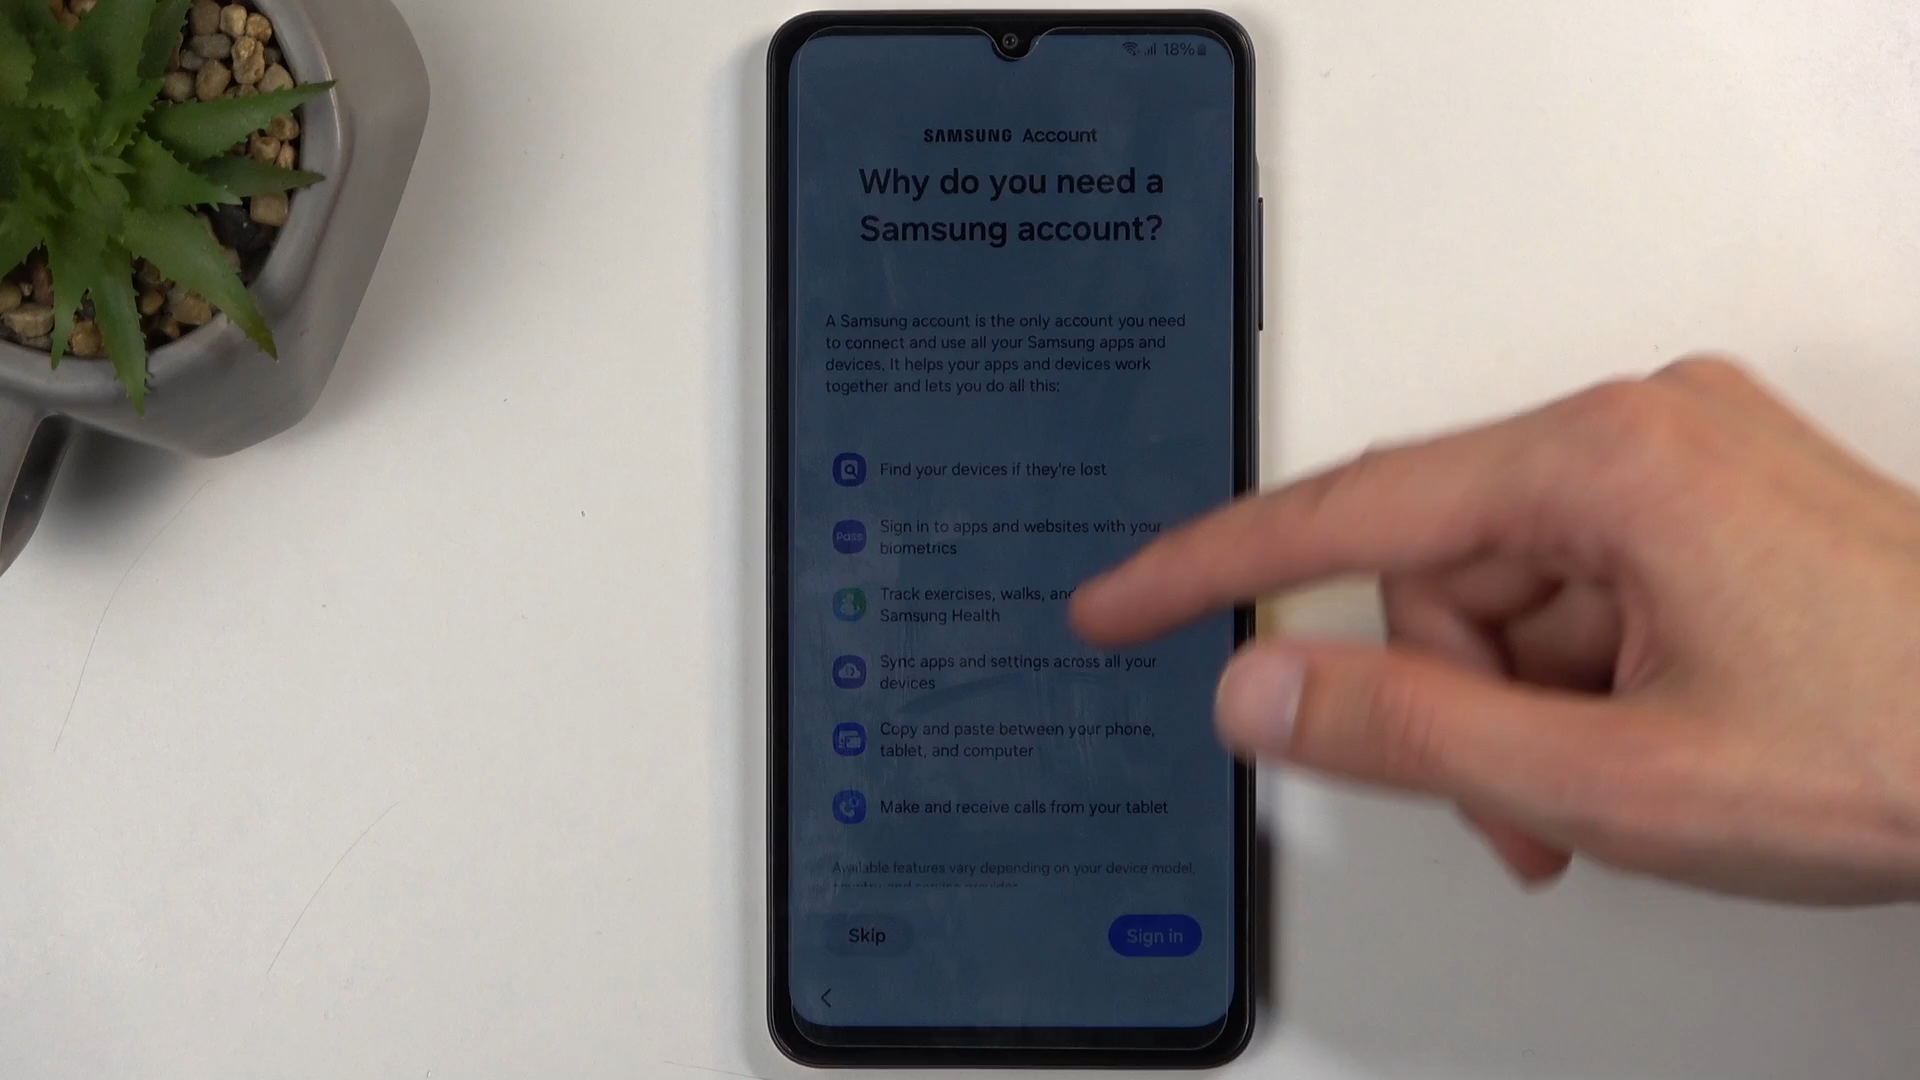 18%
SAMSUNG Account
Why do you need a
Samsung account?
A Samsung account is the only account you need
to connect and use all your Samsung apps and
devices. It helps your apps and devices work
together and lets you do all this:
Find your devices if they're lost
Sign in to apps and websites with your
biometrics
Pass
Track exercises, walks, and
Samsung Health
Sync apps and settings across all your
devices
Copy and paste between your phone,
tablet, and computer
Make and receive calls from your tablet
Available features vary depending on your device model,
country and service provider
Skip
Sign in